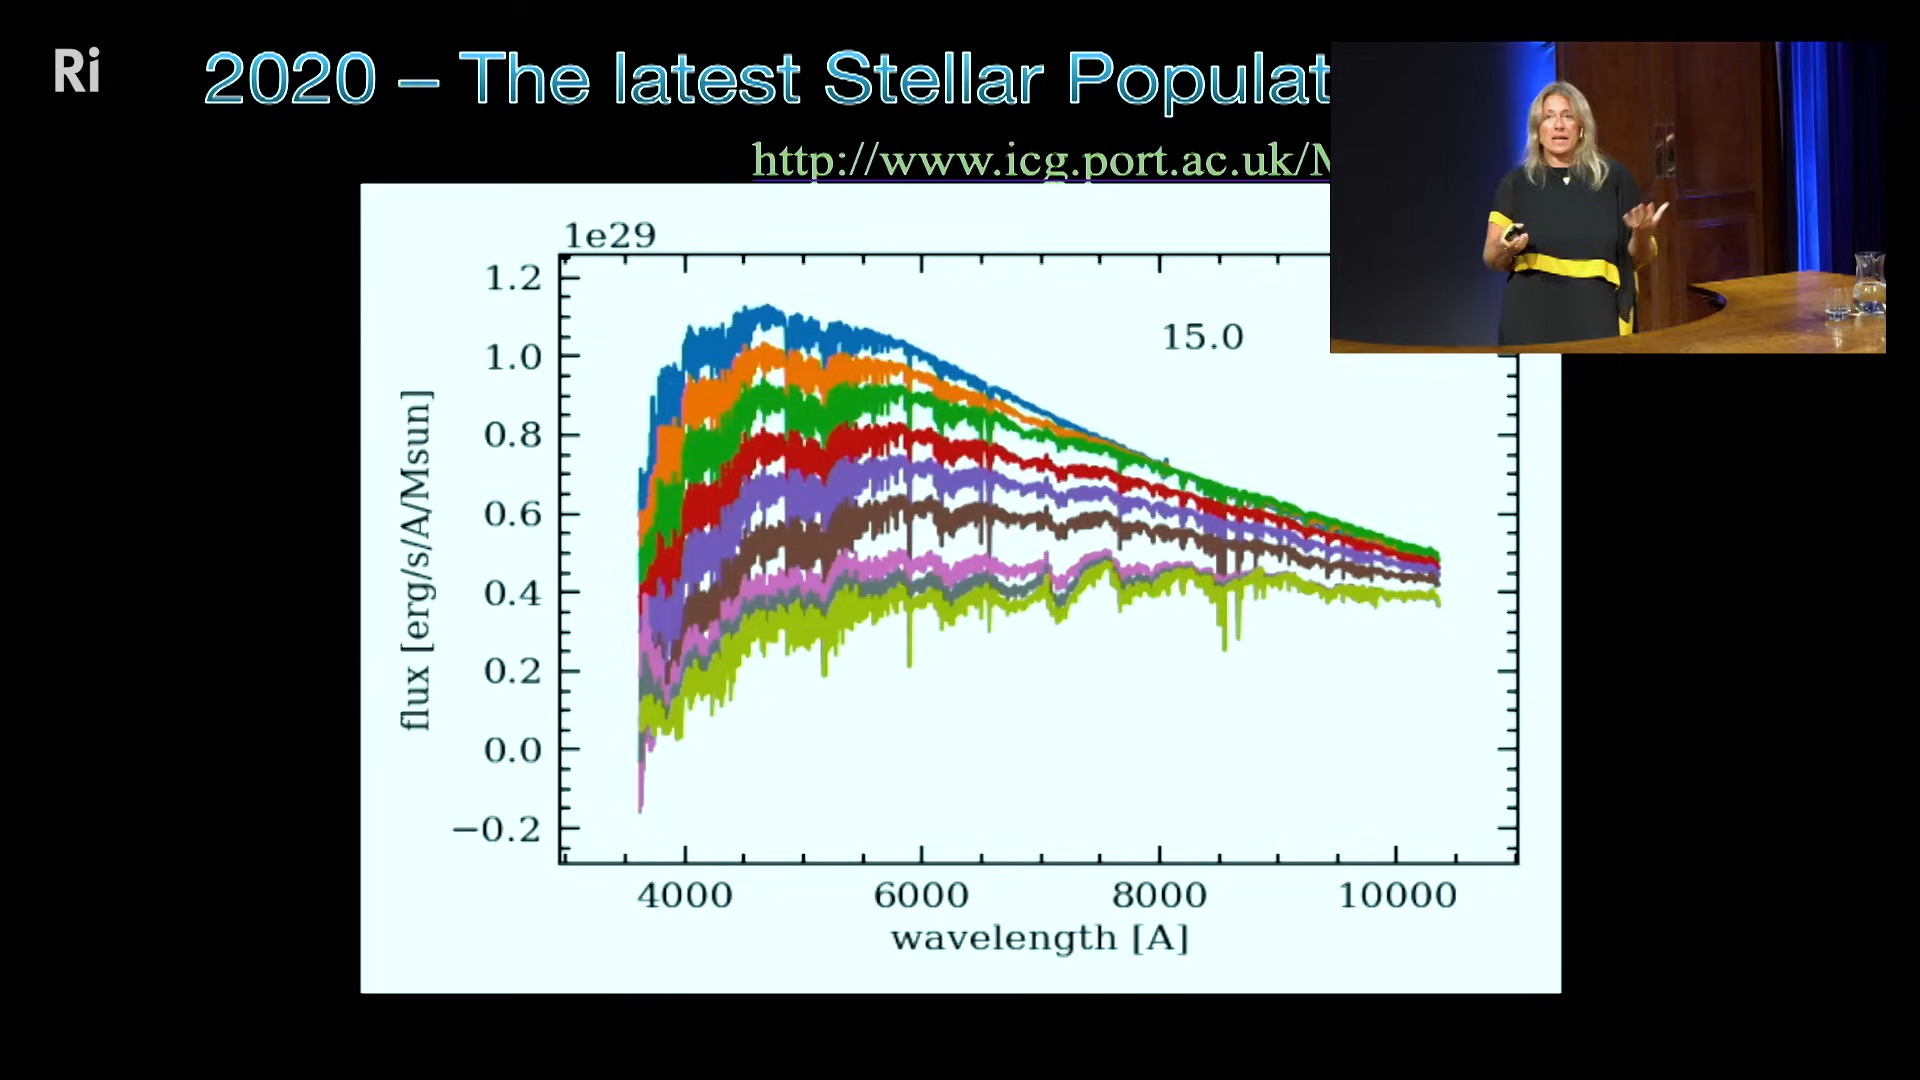 Ri
2020 – The latest Stellar Populat
http://www.icg.port.ac.uk/
1e29
15.0
1.2
1.0
0.8
0.6
0.4
0.2
0.0
−0.2
flux [erg/s/A/Msun]
4000 6000 8000 10000
wavelength [A]